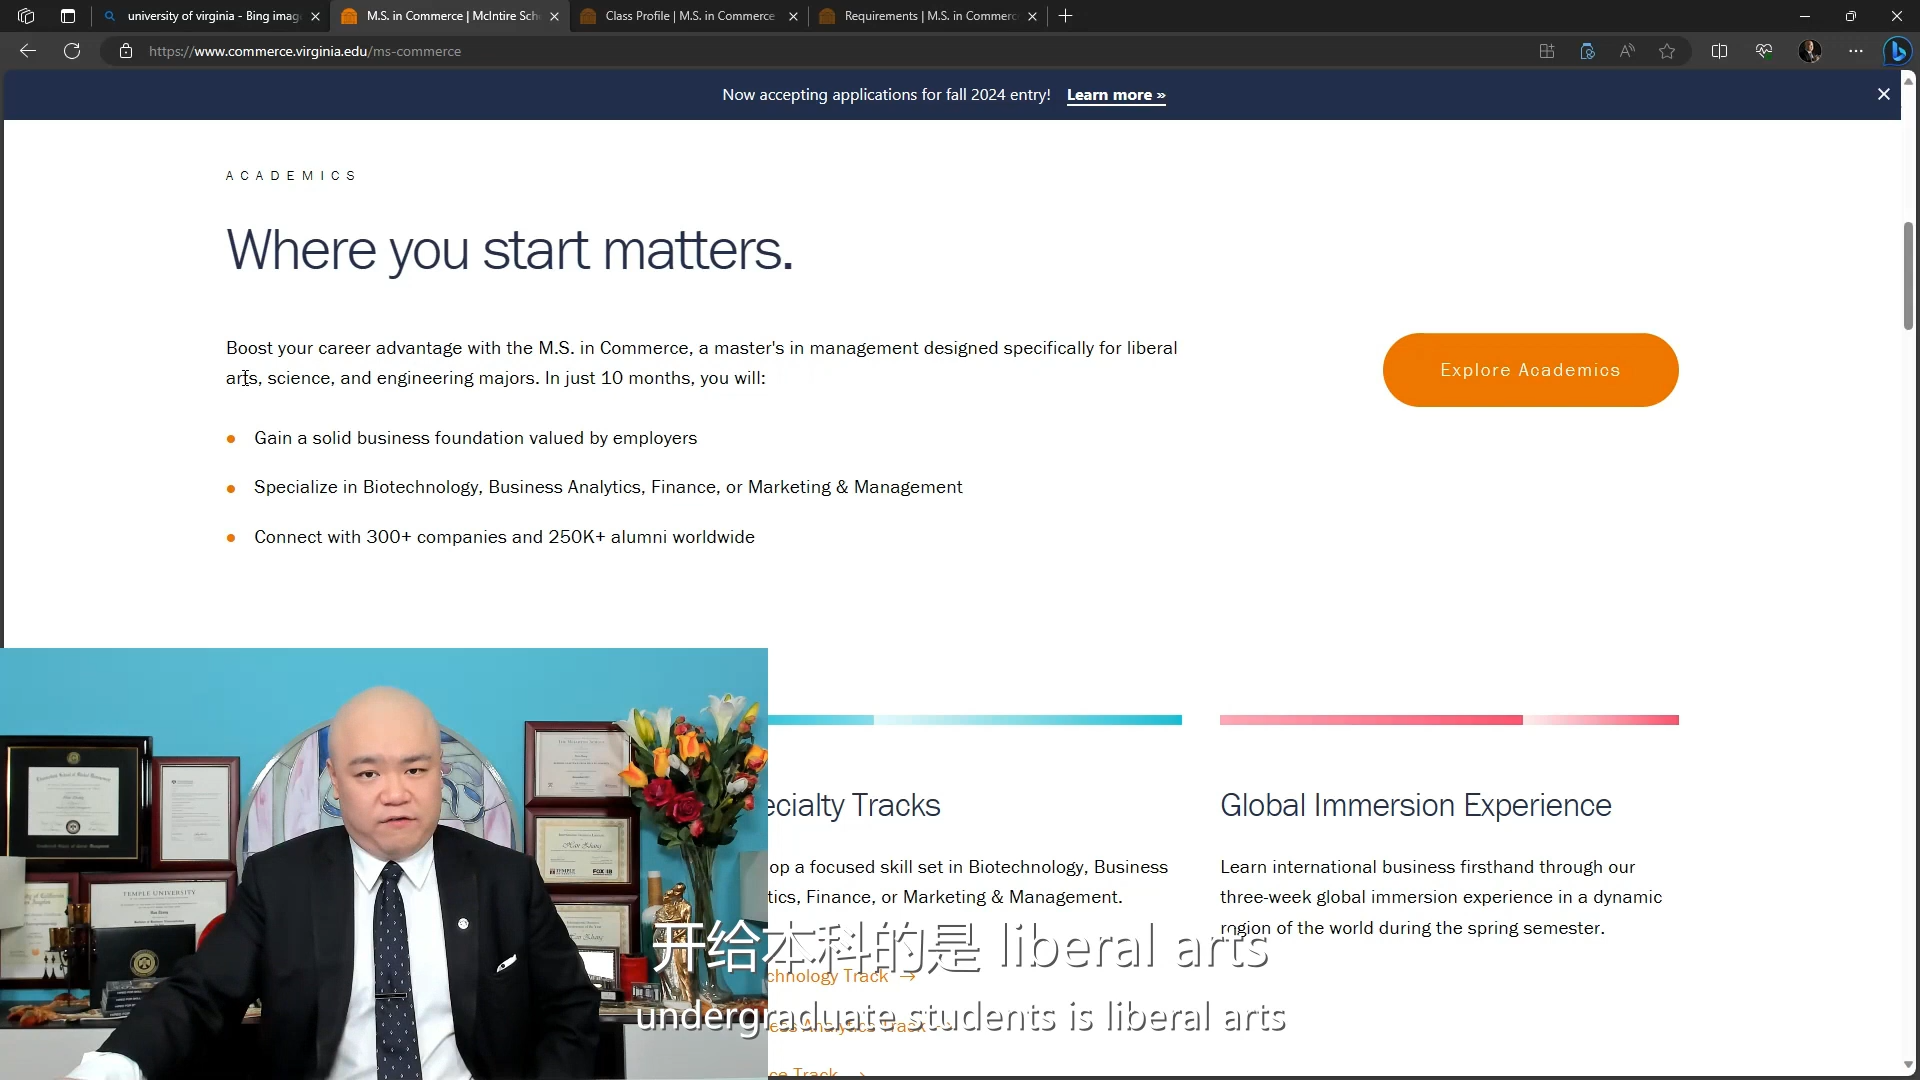 university of virginia - Bing imag
M.S. in Commerce | McIntire Sch
Class Profile | M.S. in Commerce
Requirements | M.S. in Commerc
https://www.commerce.virginia.edu/ms-commerce
Now accepting applications for fall 2024 entry! Learn more »
ACADEMICS
Where you start matters.
Boost your career advantage with the M.S. in Commerce, a master's in management designed specifically for liberal
arts, science, and engineering majors. In just 10 months, you will:
Explore Academics
Gain a solid business foundation valued by employers
Specialize in Biotechnology, Business Analytics, Finance, or Marketing & Management
Connect with 300+ companies and 250K+ alumni worldwide
ecialty Tracks
op a focused skill set in Biotechnology, Business
tics, Finance, or Marketing & Management.
chnology Track →
ess Analytics Track
ce Track →
Global Immersion Experience
Learn international business firsthand through our
three-week global immersion experience in a dynamic
region of the world during the spring semester.
TEMPLE UNIVERSITY
TEMPLE
FOX
开给本科的是 liberal arts
undergraduate students is liberal arts